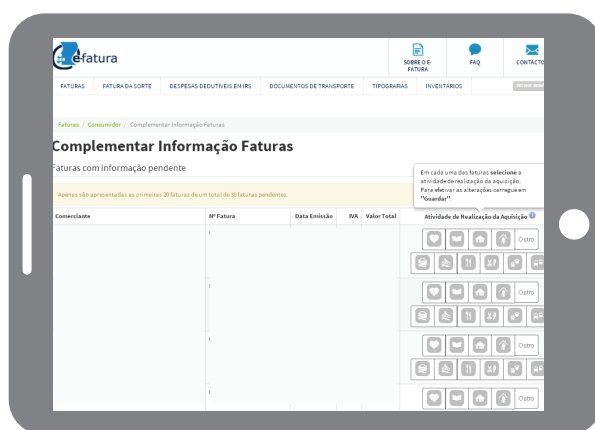 e-fatura
SOBRE O E-
FATURA
FAQ
CONTACTO
FATURAS
FATURA DA SORTE
DESPESAS DEDUTÍVEIS EM IRS
DOCUMENTOS DE TRANSPORTE
TIPOGRAFIAS
INVENTÁRIOS
Faturas / Consumidor / Complementar Informação Faturas
Complementar Informação Faturas
Faturas com informação pendente
Em cada uma das faturas selecione a
atividade de realização da aquisição.
Para efetivar as alterações carregue em
"Guardar".
Apenas são apresentadas as primeiras 20 faturas de um total de 36 faturas pendentes.
Comerciante Nº Fatura Data Emissão IVA Valor Total Atividade de Realização da Aquisição
Outro
Outro
Outro
Outro